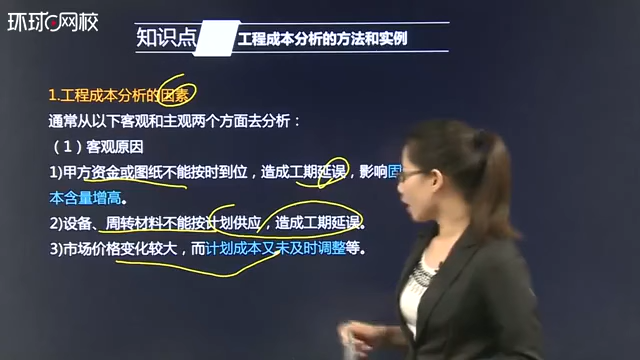 环球网校
知识点
工程成本分析的方法和实例
1.工程成本分析的因素
通常从以下客观和主观两个方面去分析：
（1）客观原因
1)甲方资金或图纸不能按时到位，造成工期延误，影响固
本含量增高。
2)设备、周转材料不能按计划供应，造成工期延误。
3)市场价格变化较大，而计划成本又未及时调整等。